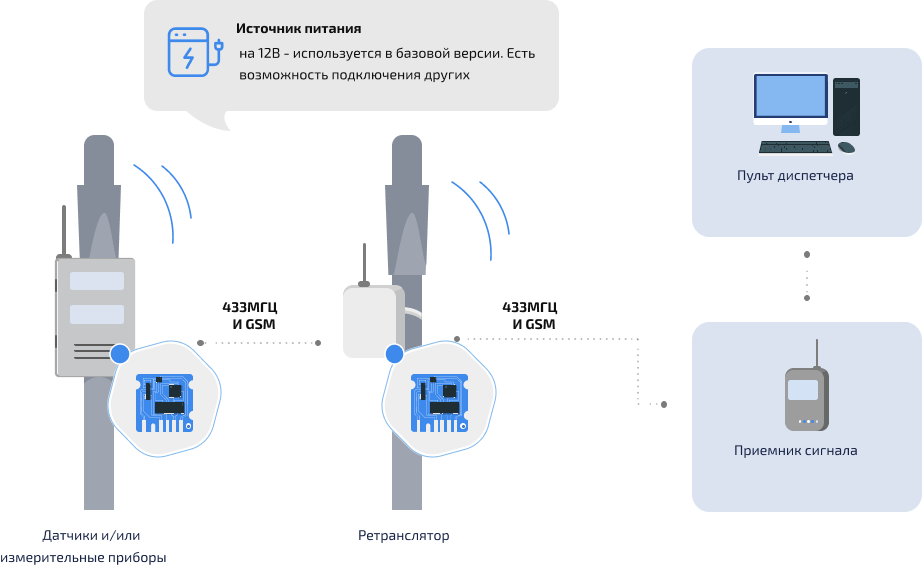 Источник питания
на 12В - используется в базовой версии. Есть
возможность подключения других
Пульт диспетчера
433МГЦ
И GSM
433МГЦ
И GSM
Приемник сигнала
Датчики и/или
измерительные приборы
Ретранслятор